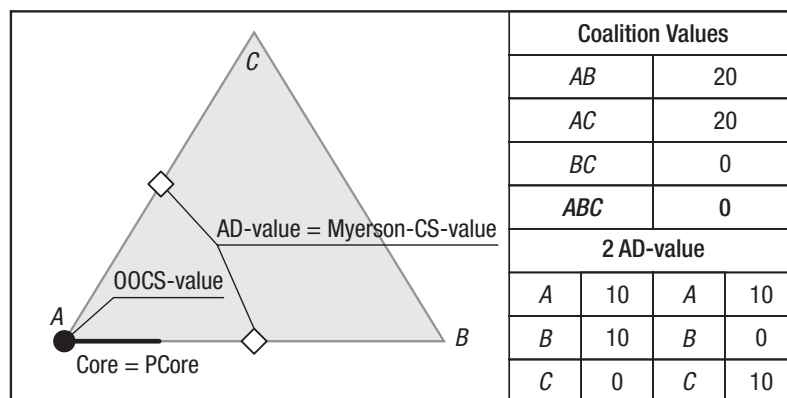 C
AD-value = Myerson-CS-value
OOCS-value
A
B
Core = PCore
Coalition Values
AB 20
AC 20
BC 0
ABC 0
2 AD-value
A 10 A 10
B 10 B 0
C 0 C 10